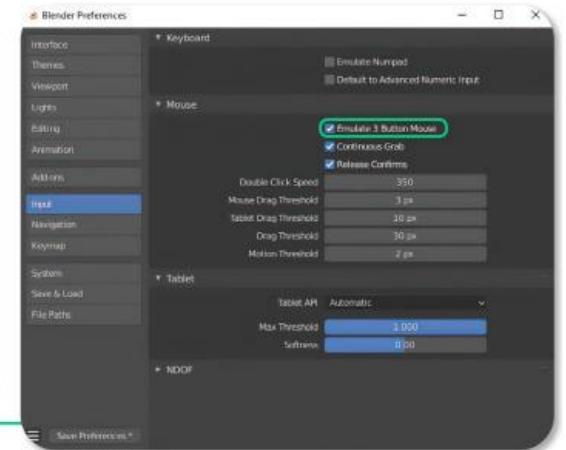 Blender Preferences
Interface
Themes
Viewport
Lights
Editing
Animation
Add-ons
Input
Navigation
Keymap
System
Save & Load
File Paths
Save Preferences *
Keyboard
Emulate Numpad
Default to Advanced Numeric Input
Mouse
Emulate 3 Button Mouse
Continuous Grab
Release Confirms
Double Click Speed 350
Mouse Drag Threshold 3 px
Tablet Drag Threshold 10 px
Drag Threshold 30 px
Motion Threshold 2 px
Tablet
Tablet API Automatic
Max Threshold 1.000
Softness 0.00
NDOF